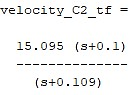 velocity_C2_tf =
15.095 (s+0.1)
--------------
(s+0.109)